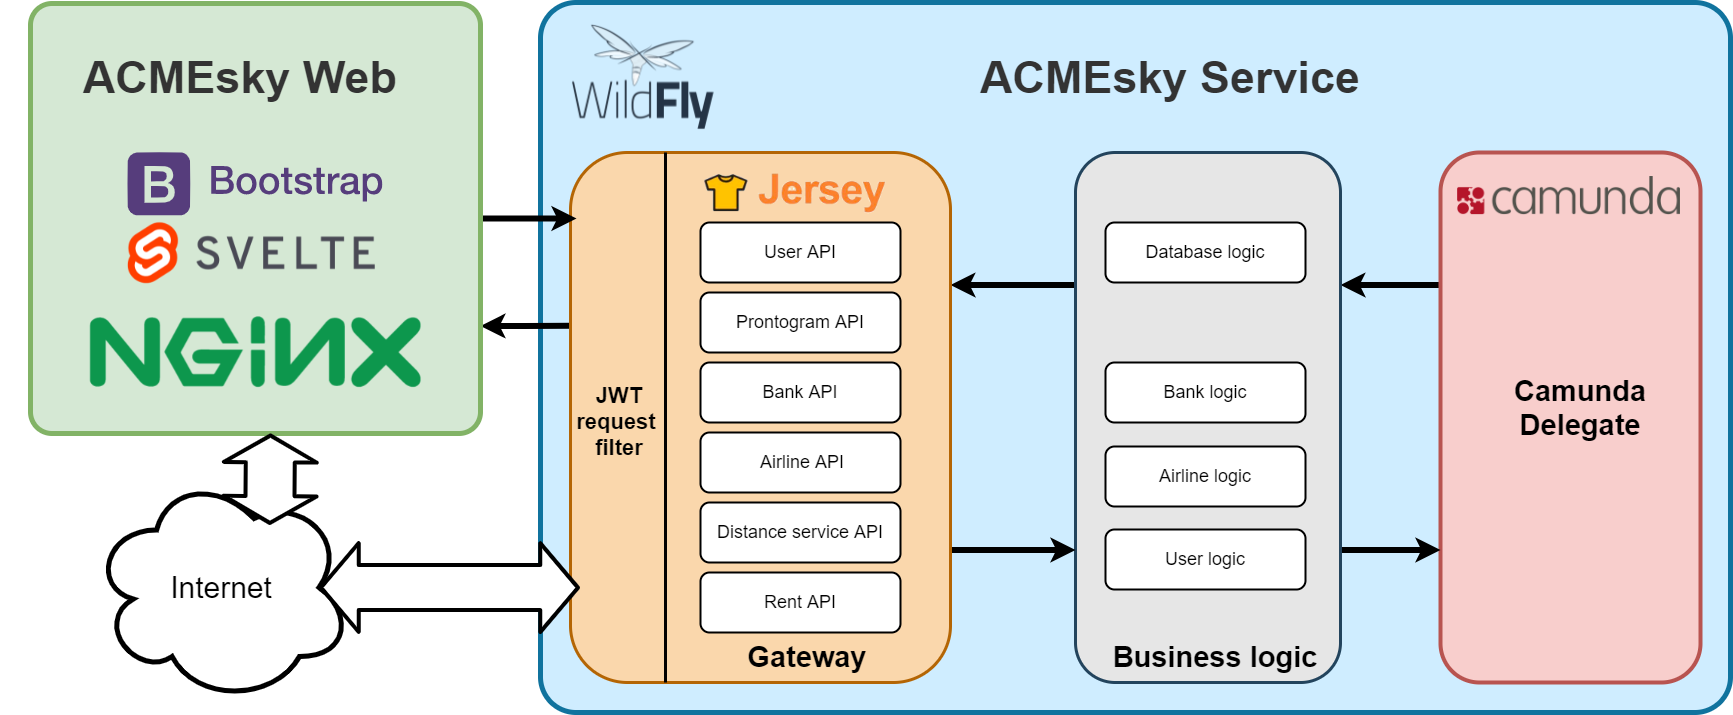 ACMEsky Web
B Bootstrap
SVELTE
NGINX
Internet
WildFly
ACMEsky Service
JWT
request
filter
Jersey
User API
Prontogram API
Bank API
Airline API
Distance service API
Rent API
Gateway
Database logic
Bank logic
Airline logic
User logic
Business logic
camunda
Camunda
Delegate